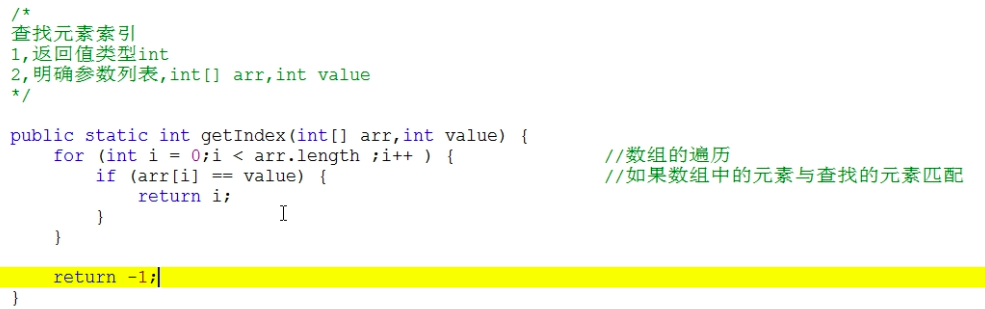 /*
查找元素索引
1,返回值类型int
2,明确参数列表,int[] arr,int value
*/
public static int getIndex(int[] arr,int value) {
for (int i = 0;i < arr.length ;i++ ) { //数组的遍历
if (arr[i] == value) { //如果数组中的元素与查找的元素匹配
return i;
}
}
return -1;
}